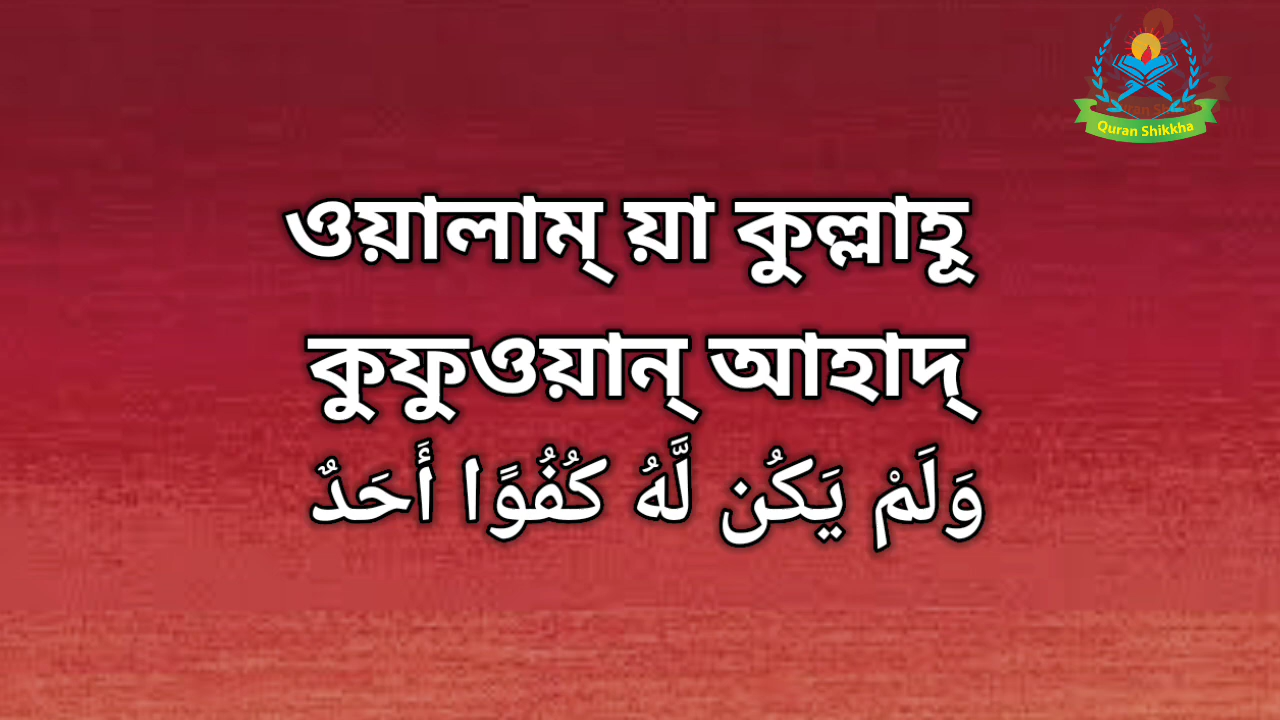 Quran Shikkha
ওয়ালাম্ য়া কুল্লাহূ
কুফুওয়ান্ আহাদ্
وَلَمْ يَكُن لَّهُ كُفُوًا أَحَدٌ